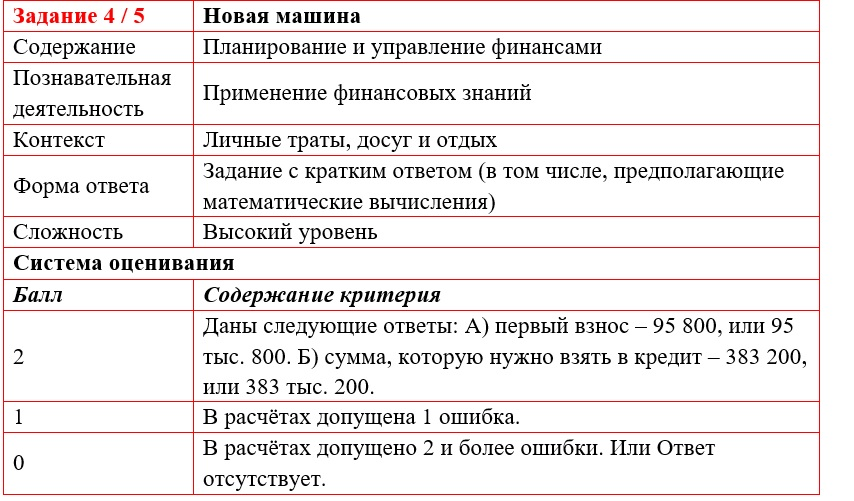 Задание 4 / 5
Новая машина
Содержание
Планирование и управление финансами
Познавательная
деятельность
Применение финансовых знаний
Контекст
Личные траты, досуг и отдых
Форма ответа
Задание с кратким ответом (в том числе, предполагающие
математические вычисления)
Сложность
Высокий уровень
Система оценивания
Балл
Содержание критерия
2
Даны следующие ответы: А) первый взнос – 95 800, или 95
тыс. 800. Б) сумма, которую нужно взять в кредит – 383 200,
или 383 тыс. 200.
1
В расчётах допущена 1 ошибка.
0
В расчётах допущено 2 и более ошибки. Или Ответ
отсутствует.